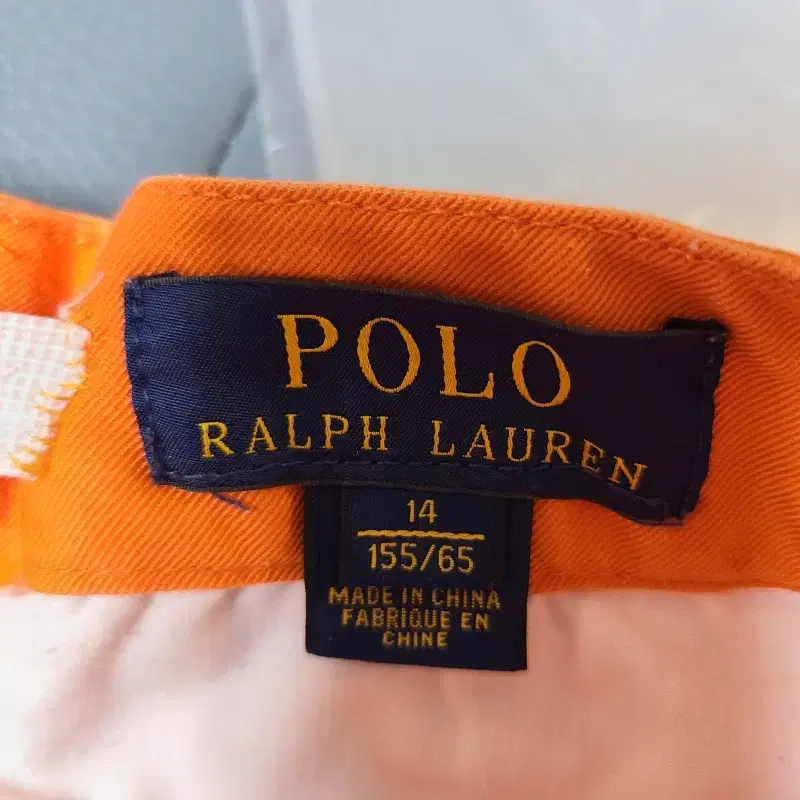 POLO
RALPH LAUREN
14
155/65
MADE IN CHINA
FABRIQUE EN
CHINE